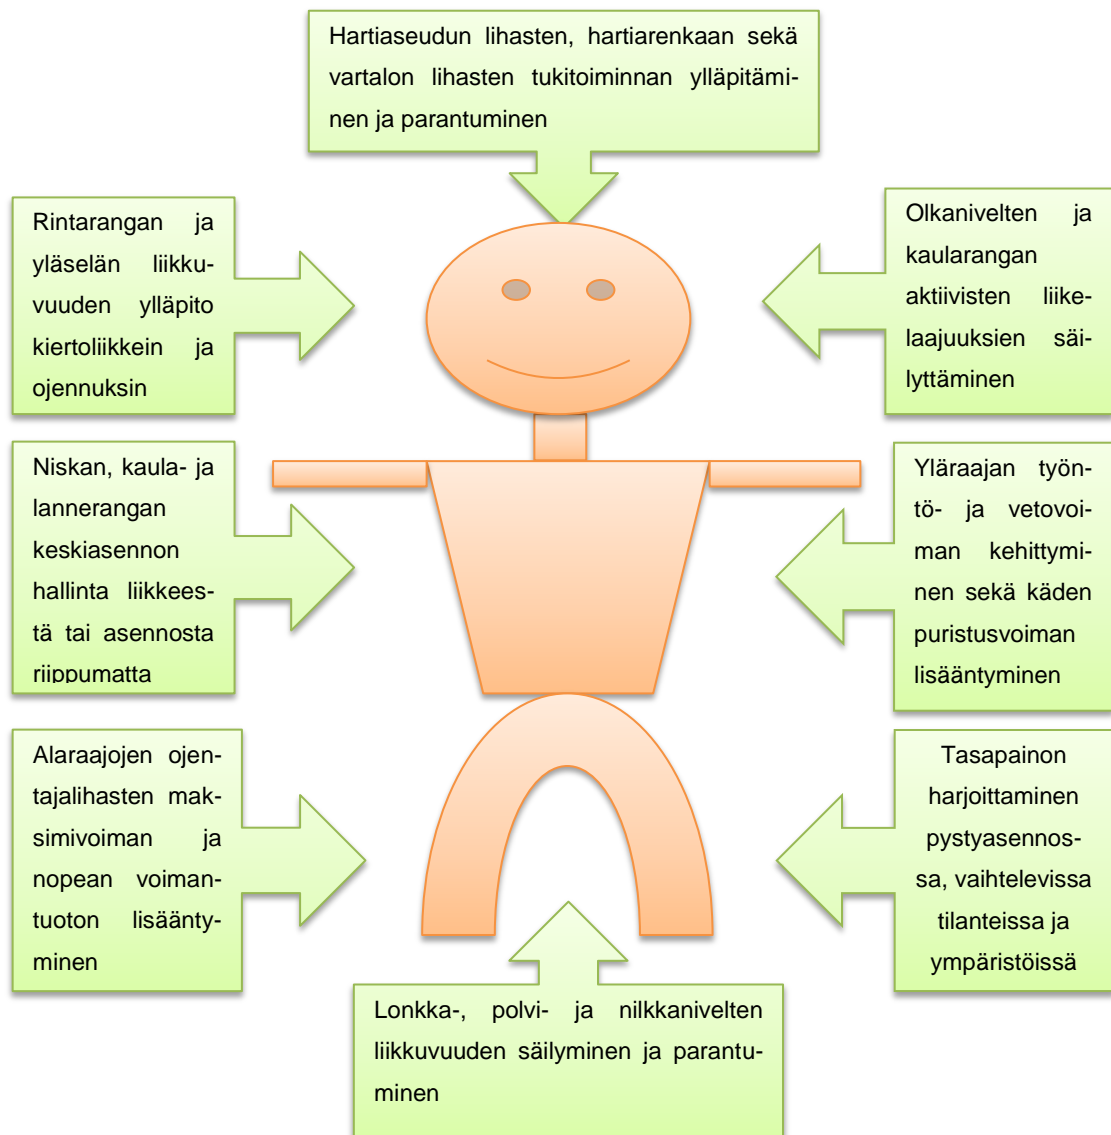 Hartiaseudun lihasten, hartiarenkaan sekä
vartalon lihasten tukitoiminnan ylläpitämi-
nen ja parantuminen
Rintarangan ja
yläselän liikku-
vuuden ylläpito
kiertoliikkein ja
ojennuksin
Olkanivelten ja
kaularangan
aktiivisten liike-
laajuuksien säi-
lyttäminen
Niskan, kaula- ja
lannerangan
keskiasennon
hallinta liikkees-
tä tai asennosta
riippumatta
Yläraajan työn-
tö- ja vetovoi-
man kehittymi-
nen sekä käden
puristusvoiman
lisääntyminen
Alaraajojen ojen-
tajalihasten mak-
simivoiman ja
nopean voiman-
tuoton lisäänty-
minen
Tasapainon
harjoittaminen
pystyasennos-
sa, vaihtelevissa
tilanteissa ja
ympäristöissä
Lonkka-, polvi- ja nilkkanivelten
liikkuvuuden säilyminen ja parantu-
minen